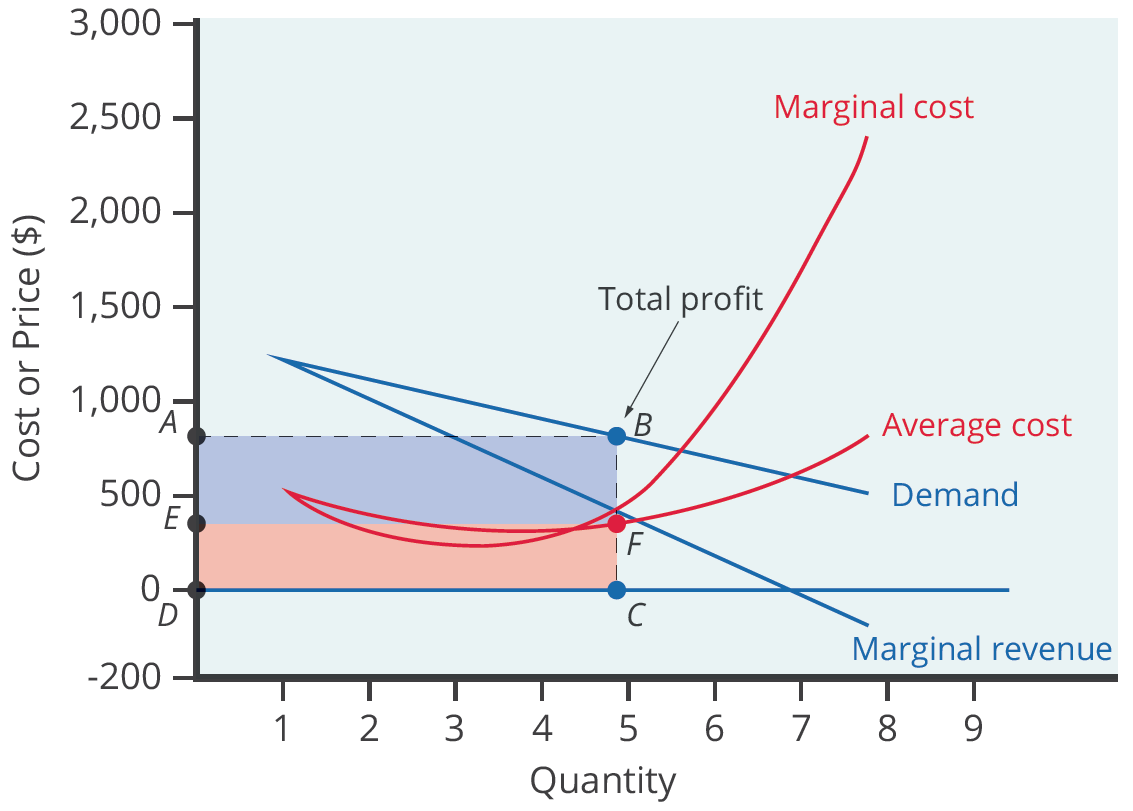 3,000
2,500
2,000
1,500
1,000
500
0
-200
Cost or Price ($)
Marginal cost
Total profit
A
B
Average cost
Demand
E
F
D
C
Marginal revenue
1 2 3 4 5 6 7 8 9
Quantity